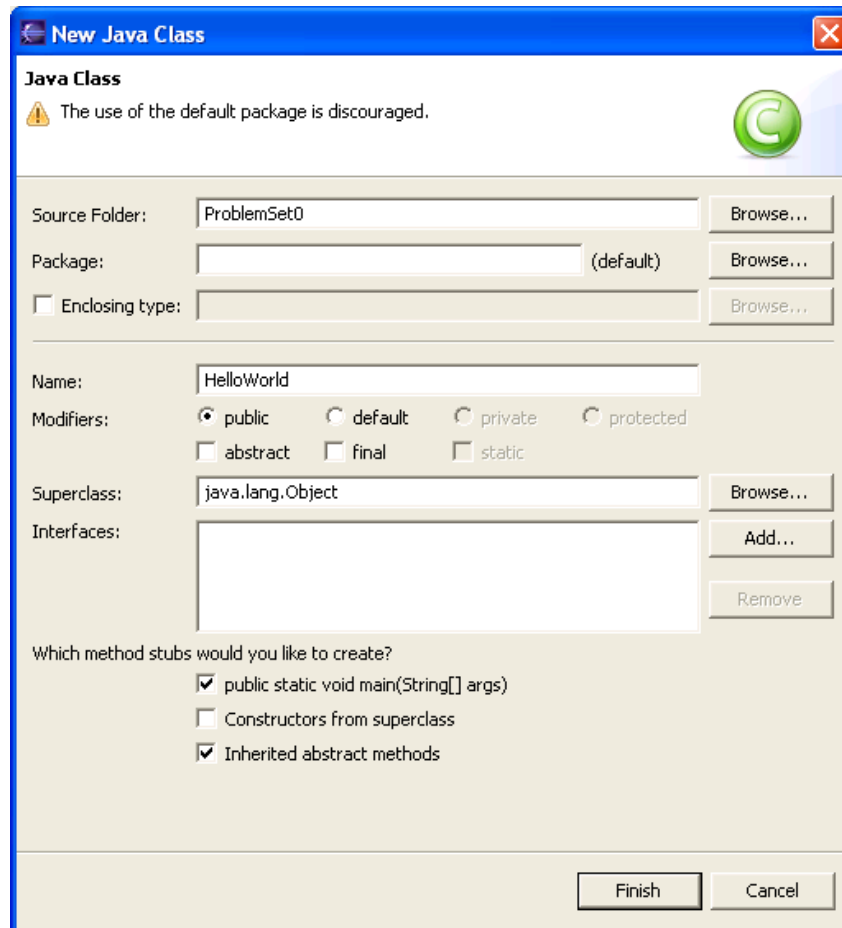 New Java Class
Java Class
The use of the default package is discouraged.
C
Source Folder: ProblemSet0 Browse...
Package: (default) Browse...
Enclosing type: Browse...
Name: HelloWorld
Modifiers: public default private protected
abstract final static
Superclass: java.lang.Object Browse...
Interfaces: Add...
Remove
Which method stubs would you like to create?
public static void main(String[] args)
Constructors from superclass
Inherited abstract methods
Finish Cancel